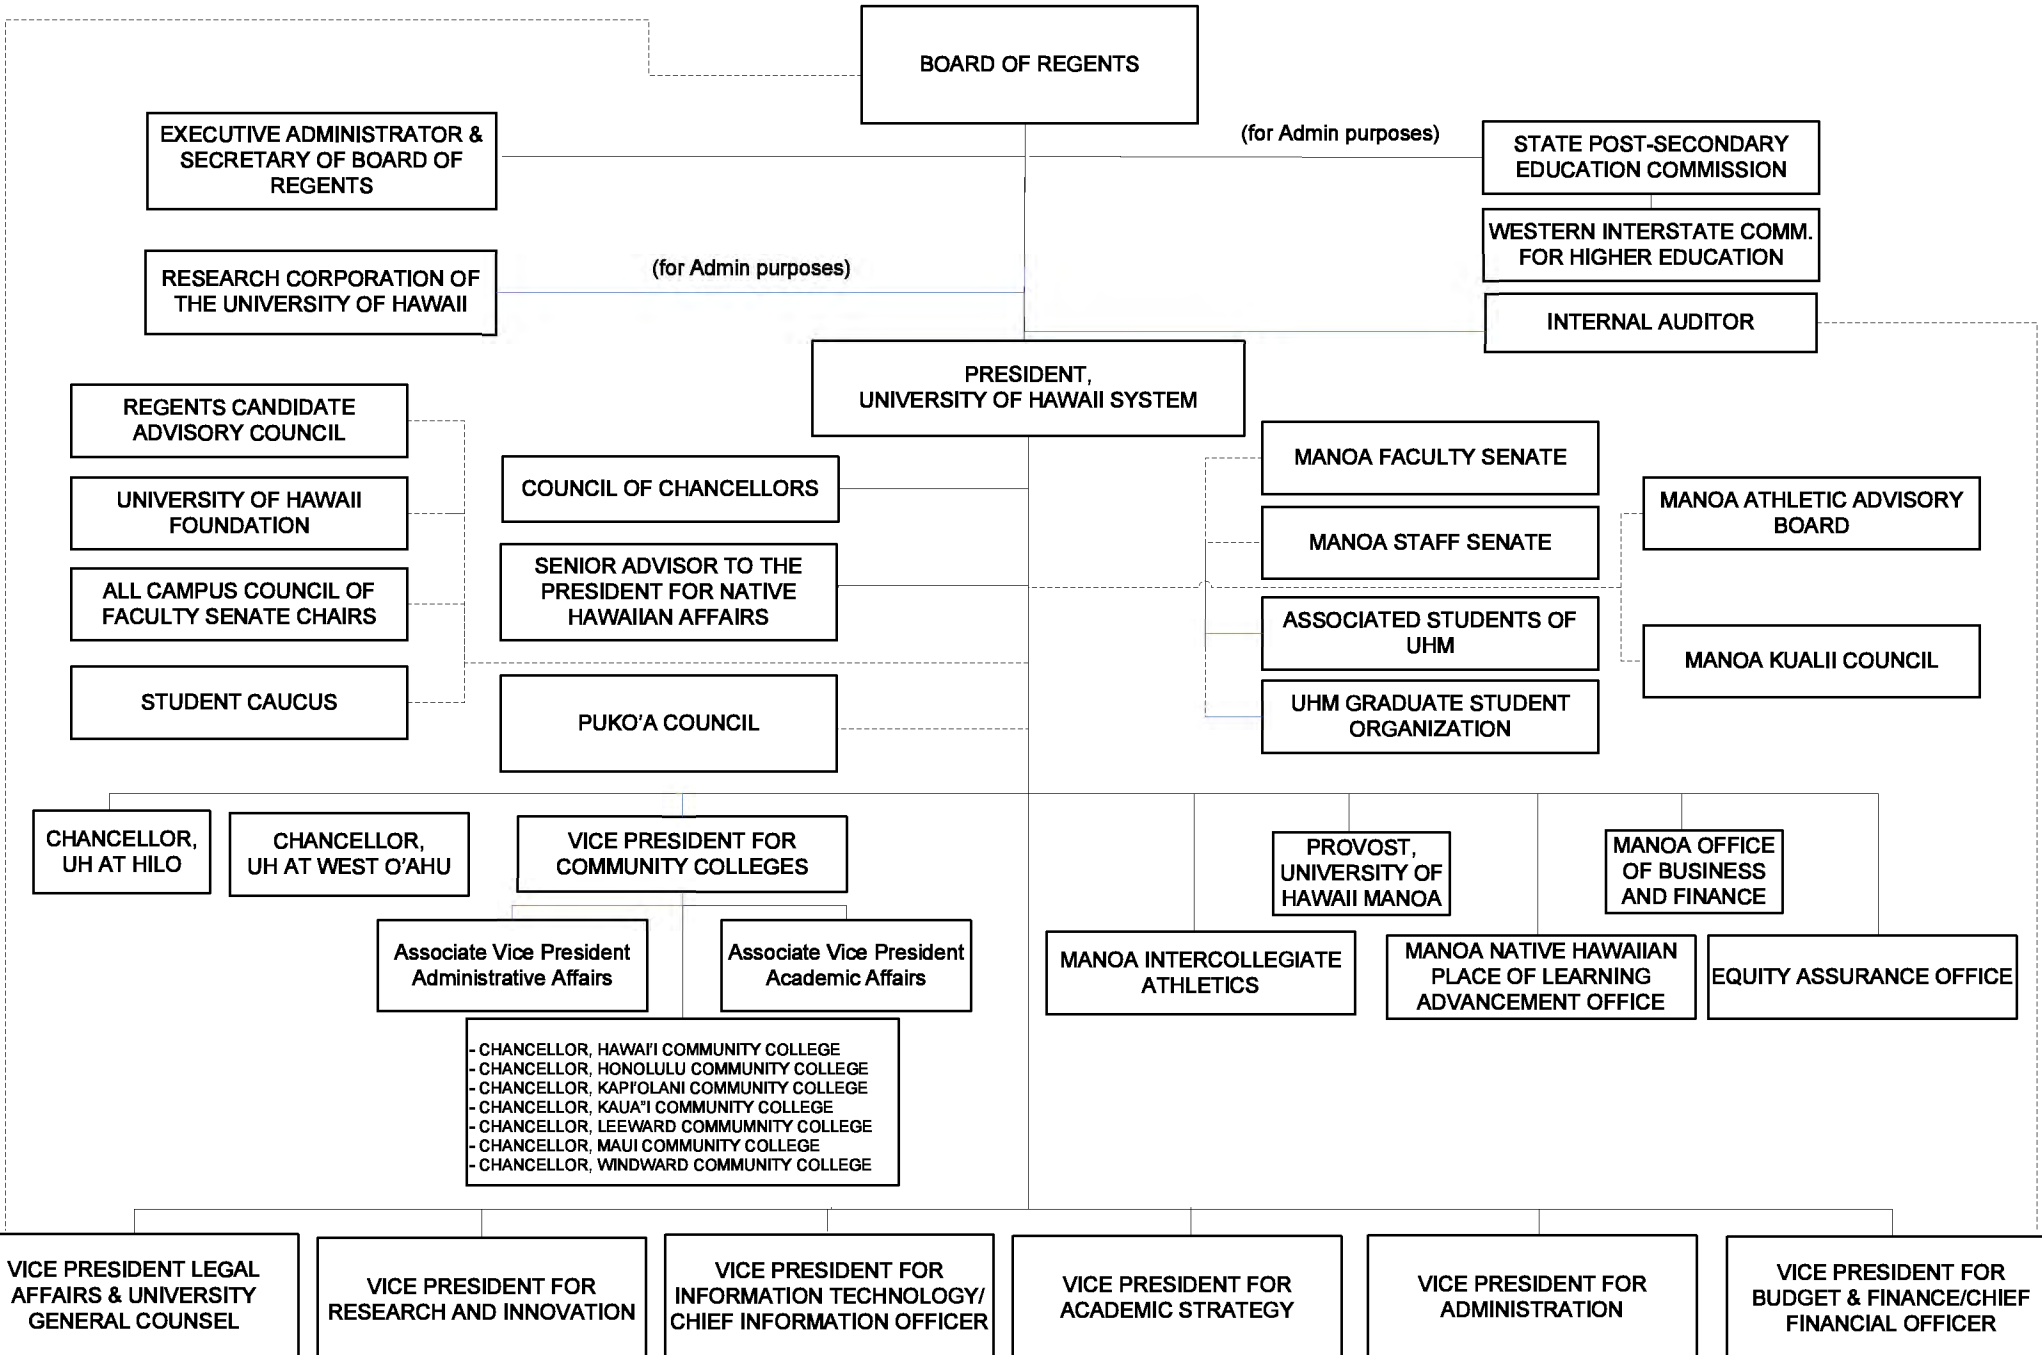 BOARD OF REGENTS
EXECUTIVE ADMINISTRATOR &
SECRETARY OF BOARD OF
REGENTS
(for Admin purposes)
STATE POST-SECONDARY
EDUCATION COMMISSION
WESTERN INTERSTATE COMM.
FOR HIGHER EDUCATION
RESEARCH CORPORATION OF
THE UNIVERSITY OF HAWAII
(for Admin purposes)
INTERNAL AUDITOR
PRESIDENT,
UNIVERSITY OF HAWAII SYSTEM
REGENTS CANDIDATE
ADVISORY COUNCIL
UNIVERSITY OF HAWAII
FOUNDATION
ALL CAMPUS COUNCIL OF
FACULTY SENATE CHAIRS
STUDENT CAUCUS
COUNCIL OF CHANCELLORS
SENIOR ADVISOR TO THE
PRESIDENT FOR NATIVE
HAWAIIAN AFFAIRS
PUKO'A COUNCIL
MANOA FACULTY SENATE
MANOA STAFF SENATE
ASSOCIATED STUDENTS OF
UHM
UHM GRADUATE STUDENT
ORGANIZATION
MANOA ATHLETIC ADVISORY
BOARD
MANOA KUALII COUNCIL
CHANCELLOR,
UH AT HILO
CHANCELLOR,
UH AT WEST O'AHU
VICE PRESIDENT FOR
COMMUNITY COLLEGES
PROVOST,
UNIVERSITY OF
HAWAII MANOA
MANOA OFFICE
OF BUSINESS
AND FINANCE
Associate Vice President
Administrative Affairs
Associate Vice President
Academic Affairs
MANOA INTERCOLLEGIATE
ATHLETICS
MANOA NATIVE HAWAIIAN
PLACE OF LEARNING
ADVANCEMENT OFFICE
EQUITY ASSURANCE OFFICE
- CHANCELLOR, HAWAI'I COMMUNITY COLLEGE
- CHANCELLOR, HONOLULU COMMUNITY COLLEGE
- CHANCELLOR, KAPI'OLANI COMMUNITY COLLEGE
- CHANCELLOR, KAUA"I COMMUNITY COLLEGE
- CHANCELLOR, LEEWARD COMMUMNITY COLLEGE
- CHANCELLOR, MAUI COMMUNITY COLLEGE
- CHANCELLOR, WINDWARD COMMUNITY COLLEGE
VICE PRESIDENT LEGAL
AFFAIRS & UNIVERSITY
GENERAL COUNSEL
VICE PRESIDENT FOR
RESEARCH AND INNOVATION
VICE PRESIDENT FOR
INFORMATION TECHNOLOGY/
CHIEF INFORMATION OFFICER
VICE PRESIDENT FOR
ACADEMIC STRATEGY
VICE PRESIDENT FOR
ADMINISTRATION
VICE PRESIDENT FOR
BUDGET & FINANCE/CHIEF
FINANCIAL OFFICER